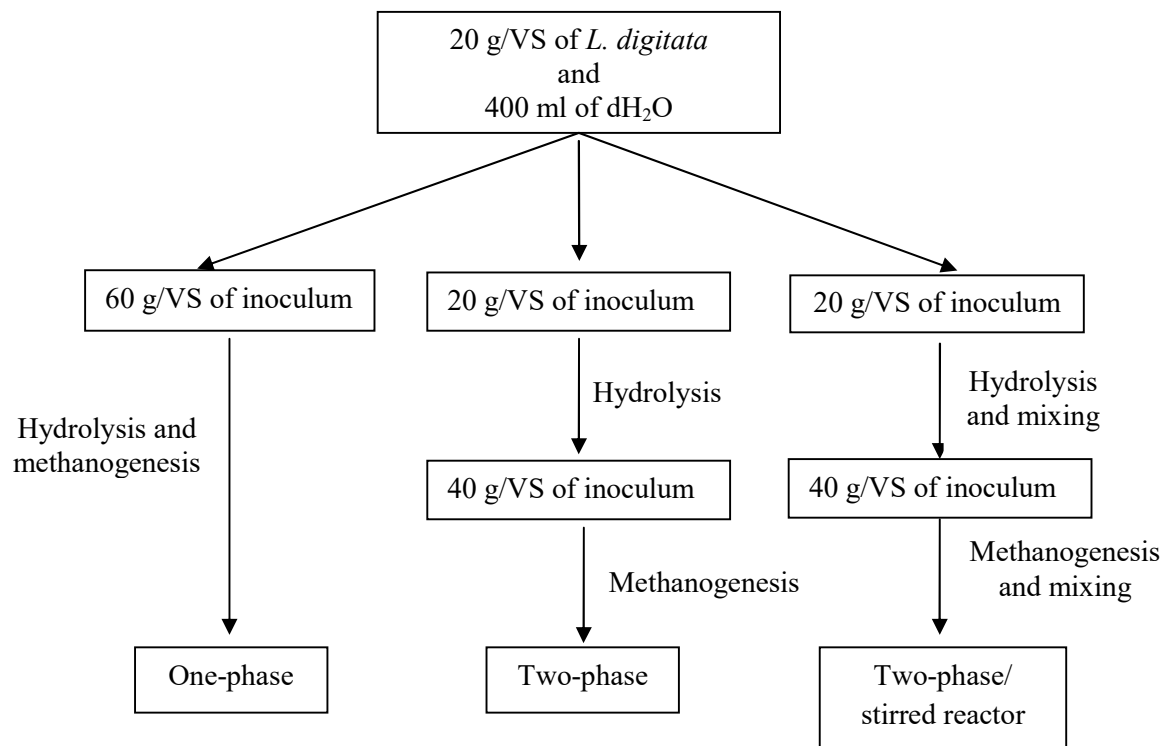 20 g/VS of L. digitata
and
400 ml of dH₂O
60 g/VS of inoculum
20 g/VS of inoculum
20 g/VS of inoculum
Hydrolysis and
methanogenesis
Hydrolysis
Hydrolysis
and mixing
40 g/VS of inoculum
40 g/VS of inoculum
Methanogenesis
Methanogenesis
and mixing
One-phase
Two-phase
Two-phase/
stirred reactor